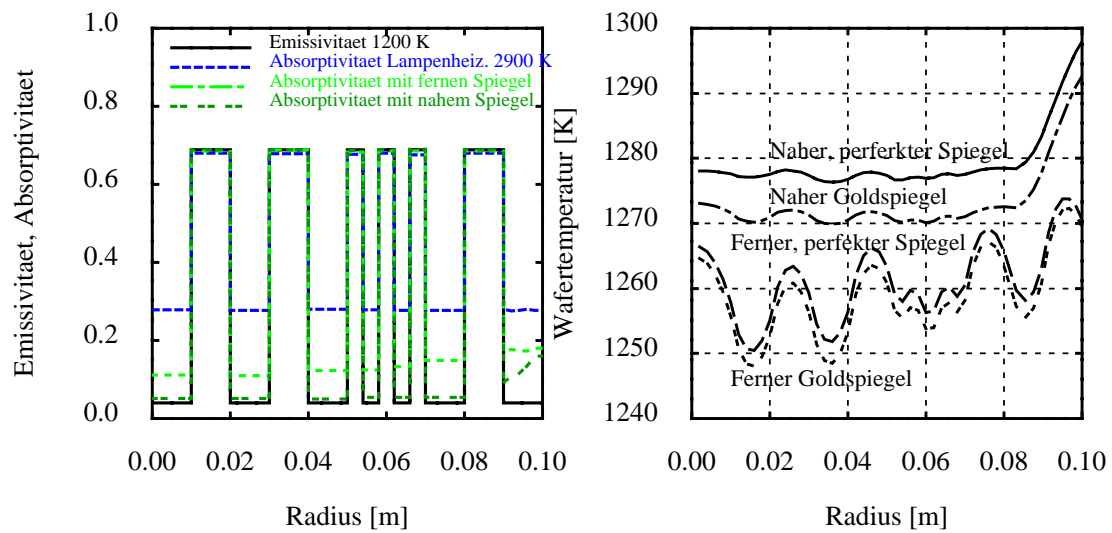 1.0
0.8
0.6
0.4
0.2
0.0
Emissivitaet, Absorptivitaet
Emissivitaet 1200 K
Absorptivitaet Lampenheiz. 2900 K
Absorptivitaet mit fernen Spiegel
Absorptivitaet mit nahem Spiegel
0.00 0.02 0.04 0.06 0.08 0.10
Radius [m]
1300
1290
1280
1270
1260
1250
1240
Wafertemperatur [K]
Naher, perferkter Spiegel
Naher Goldspiegel
Ferner, perfekter Spiegel
Ferner Goldspiegel
0.00 0.02 0.04 0.06 0.08 0.10
Radius [m]